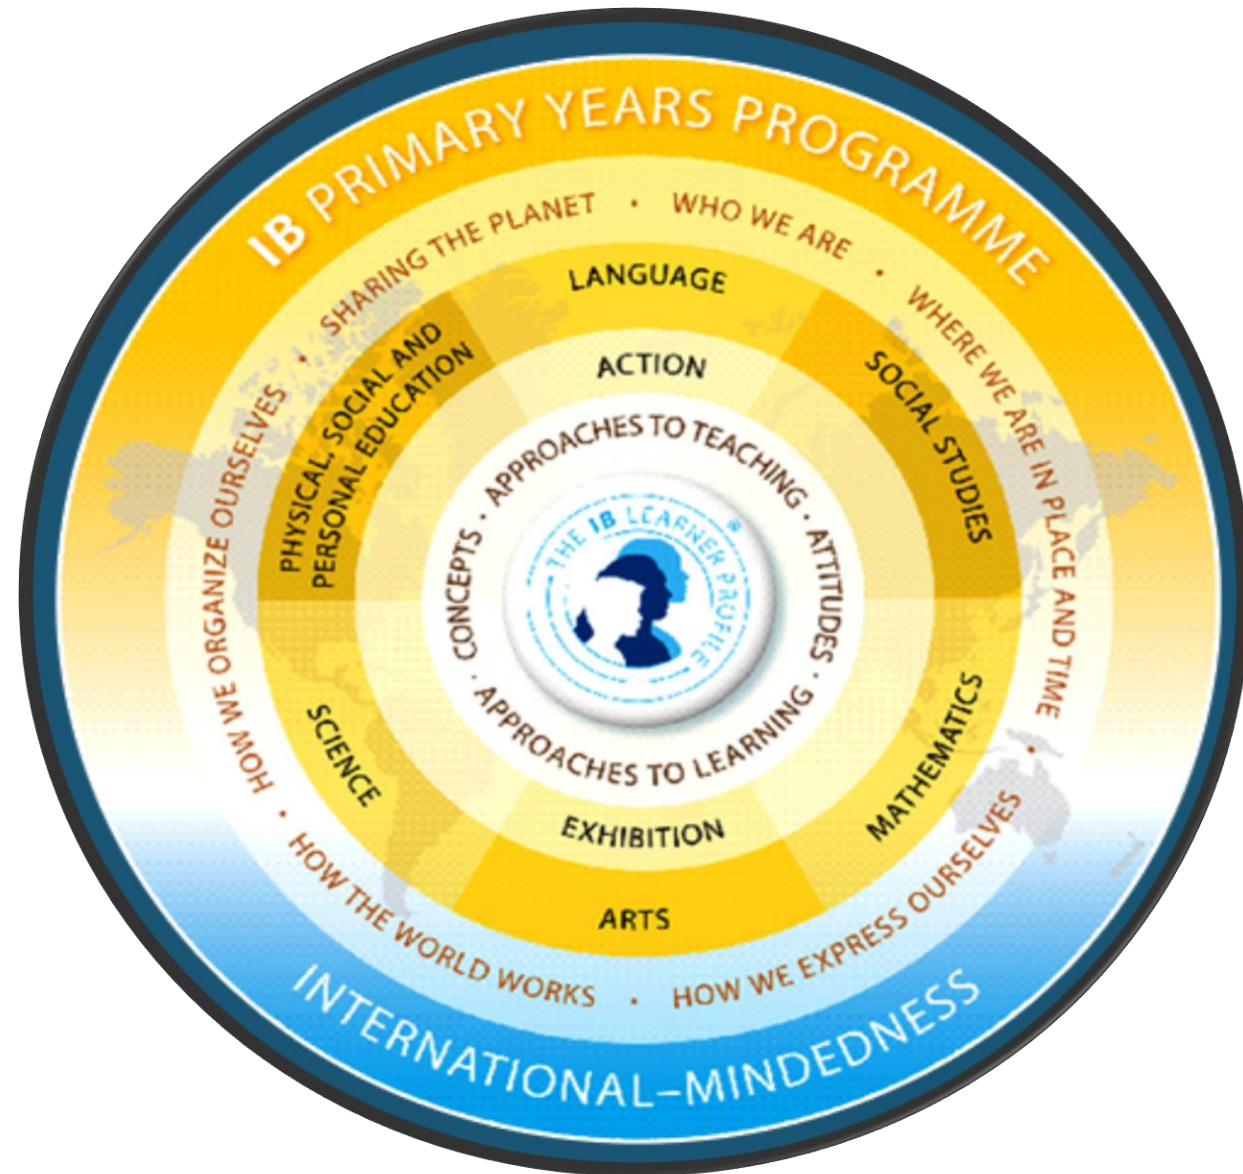 IB PRIMARY YEARS PROGRAMME
SHARING THE PLANET · WHO WE ARE · WHERE WE ARE IN PLACE AND TIME · HOW WE EXPRESS OURSELVES · HOW THE WORLD WORKS · HOW WE ORGANIZE OURSELVES ·
LANGUAGE
SOCIAL STUDIES
MATHEMATICS
ARTS
SCIENCE
PHYSICAL, SOCIAL AND
PERSONAL EDUCATION
ACTION
EXHIBITION
APPROACHES TO TEACHING · ATTITUDES · APPROACHES TO LEARNING · CONCEPTS ·
THE IB LEARNER PROFILE
®
INTERNATIONAL–MINDEDNESS